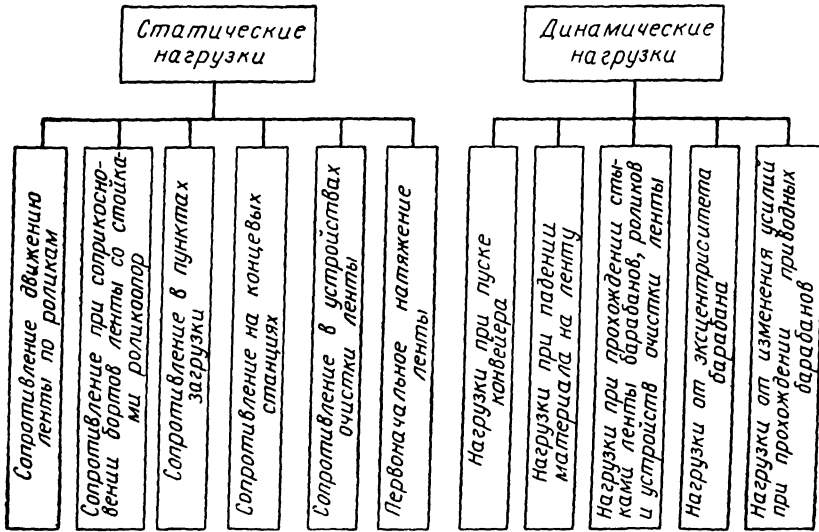 Статические
нагрузки
Динамические
нагрузки
Сопротивление движению
ленты по роликам
Сопротивление при соприкосно-
вении бортов ленты со стойка-
ми роликоопор
Сопротивление в пунктах
загрузки
Сопротивление на концевых
станциях
Сопротивление в устройствах
очистки ленты
Первоначальное натяжение
ленты
Нагрузки при пуске
конвейера
Нагрузки при падении
материала на ленту
Нагрузки при прохождении сты-
ками ленты барабанов, роликов
и устройств очистки ленты
Нагрузки от эксцентриситета
барабана
Нагрузки от изменения усилий
при прохождении приводных
барабанов